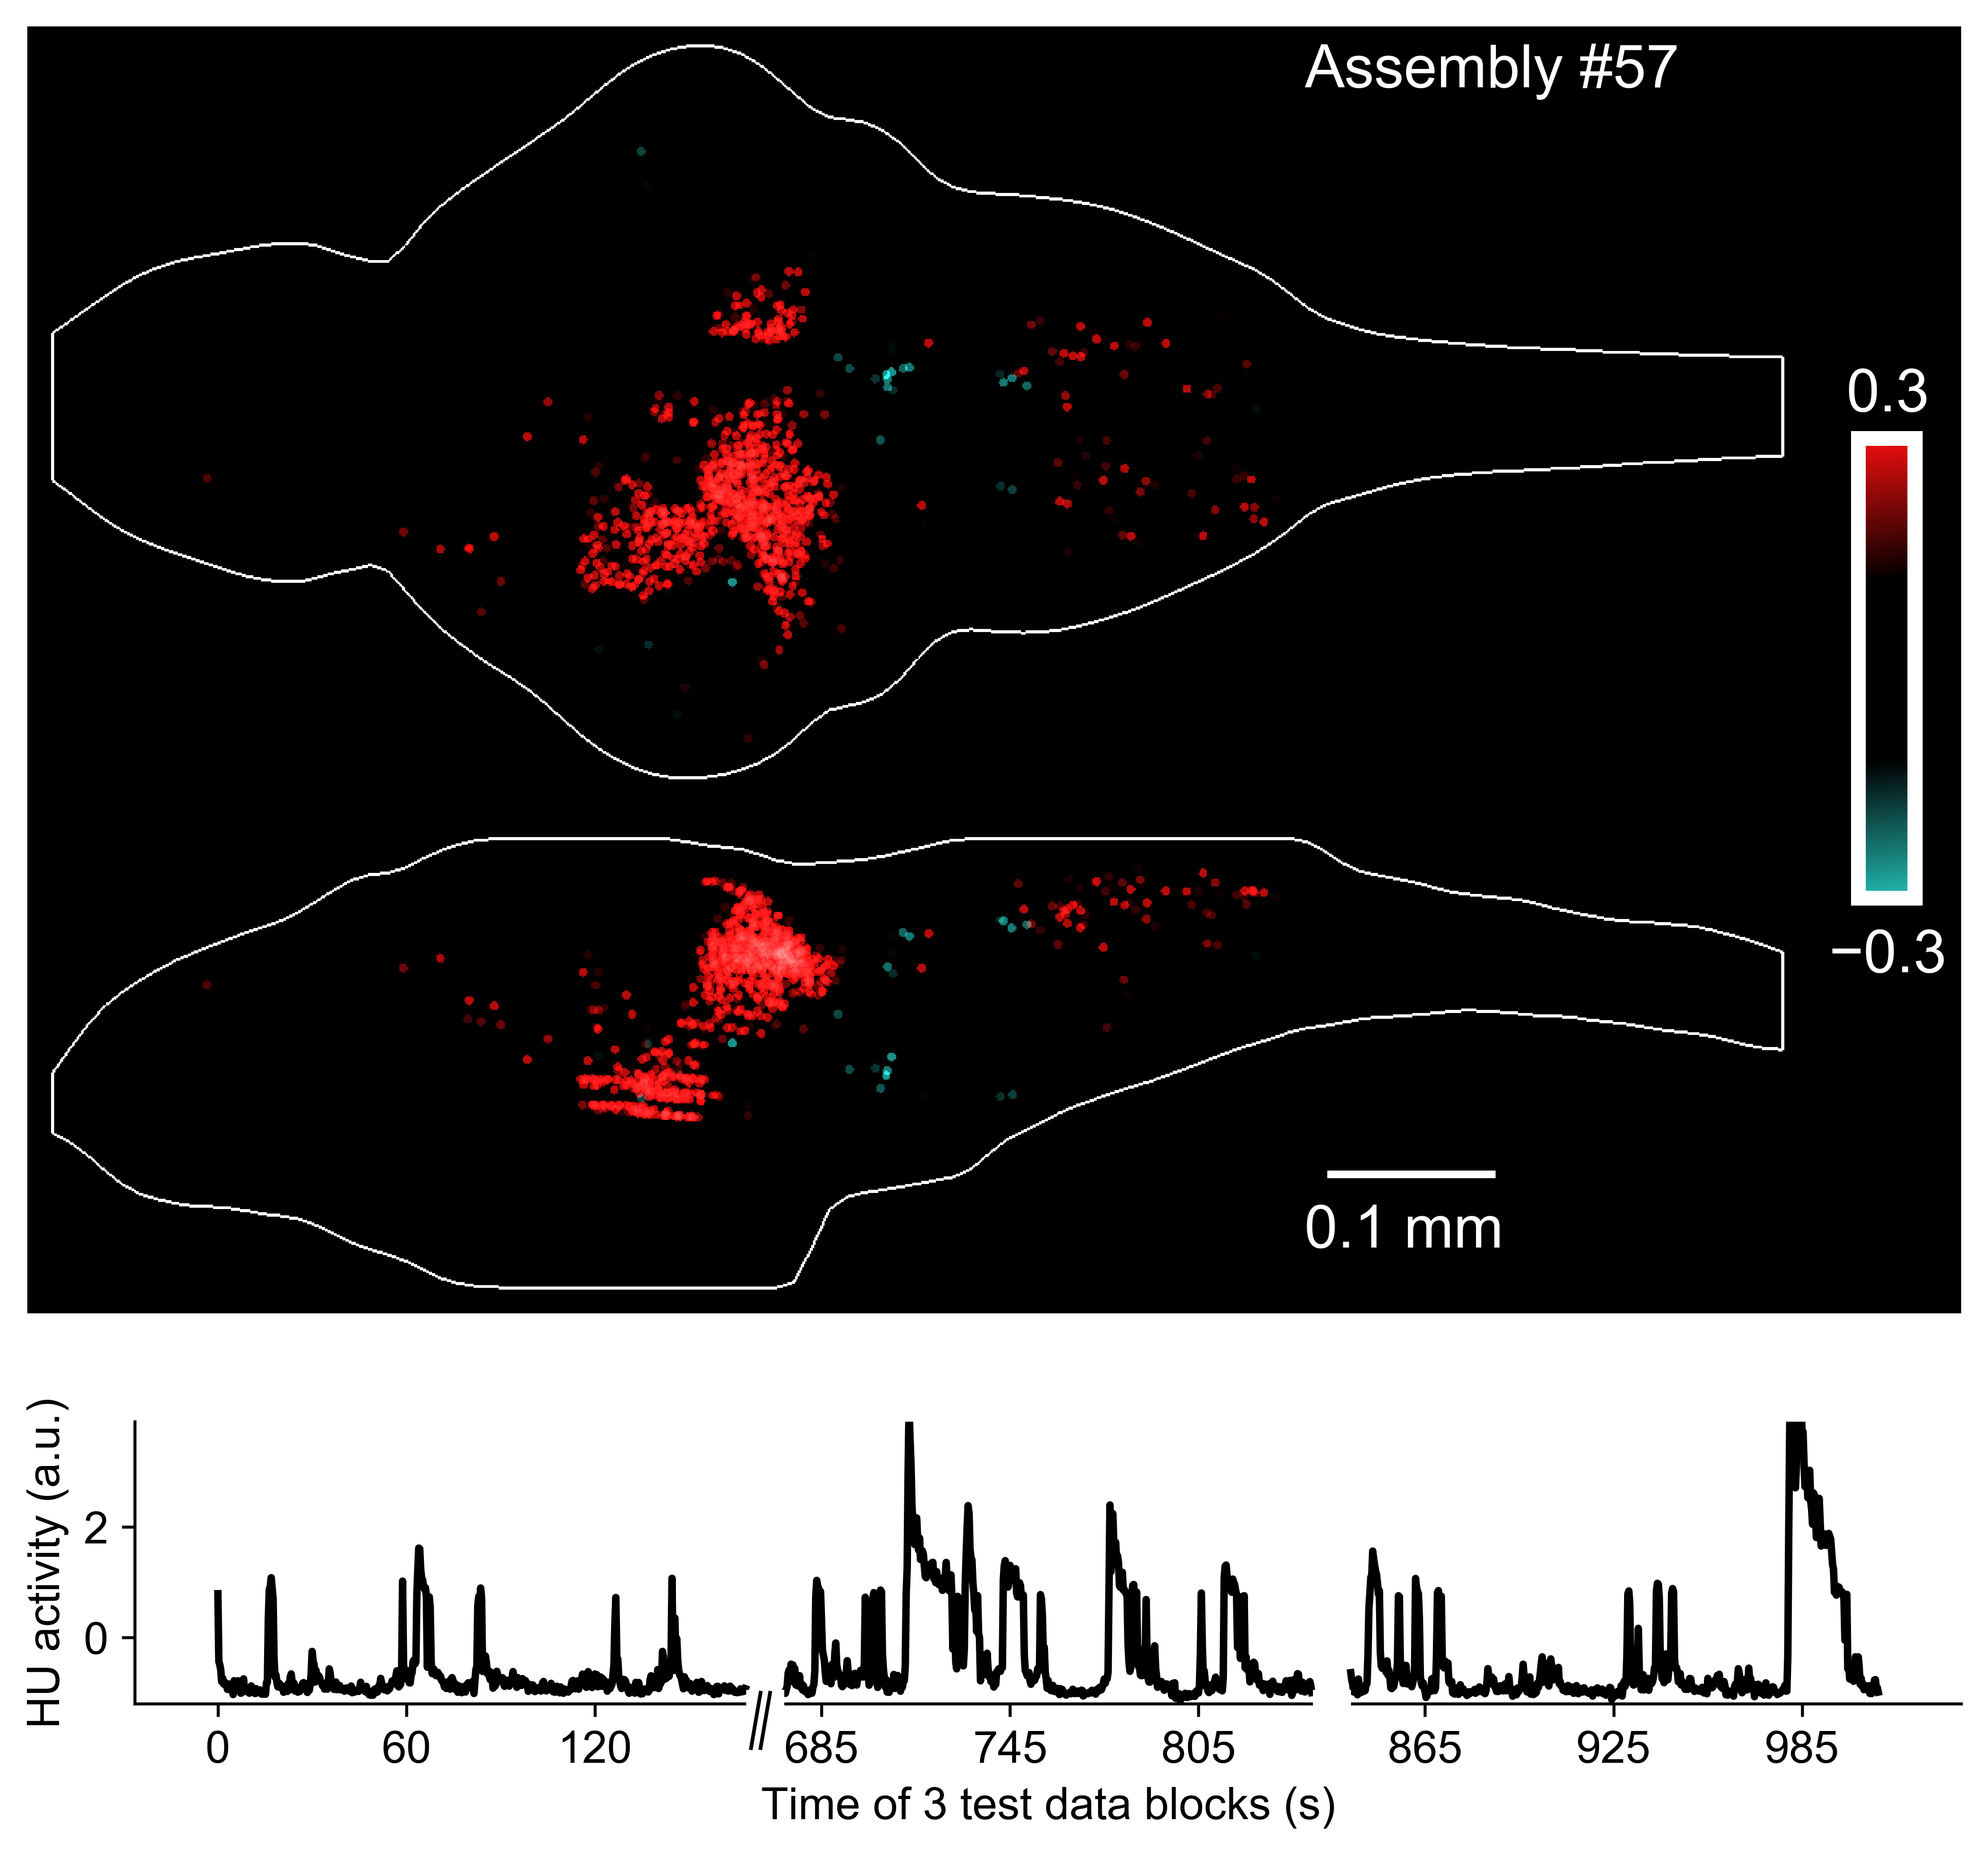 Assembly #57
0.3
−0.3
0.1 mm
HU activity (a.u.)
2
0
0 60 120 685 745 805 865 925 985
Time of 3 test data blocks (s)